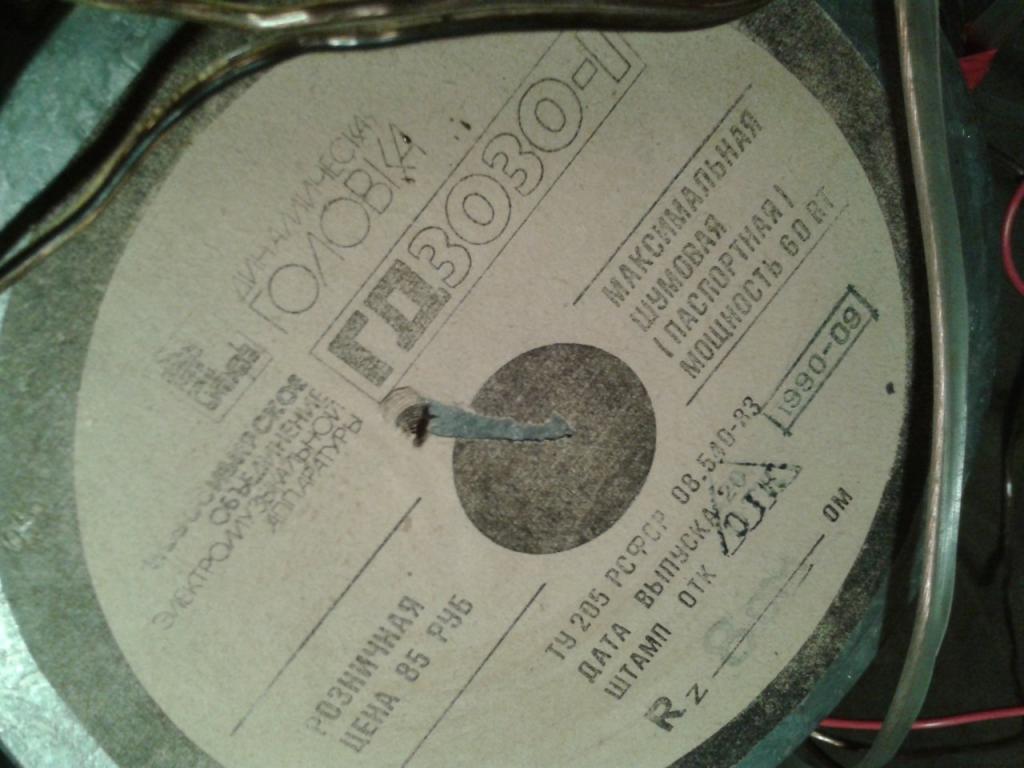 ДИНАМИЧЕСКАЯ
ГОЛОВКА
ГД3030-1
НОВОСИБИРСКОЕ
ОБЪЕДИНЕНИЕ
ЭЛЕКТРОМУЗЫКАЛЬНОЙ
АППАРАТУРЫ
МАКСИМАЛЬНАЯ
ШУМОВАЯ
( ПАСПОРТНАЯ )
МОЩНОСТЬ 60 ВТ
РОЗНИЧНАЯ
ЦЕНА 85 РУБ
ТУ 205 РСФСР 08.540-83
ДАТА ВЫПУСКА 1990-09
ШТАМП ОТК
Rz 8 ОМ